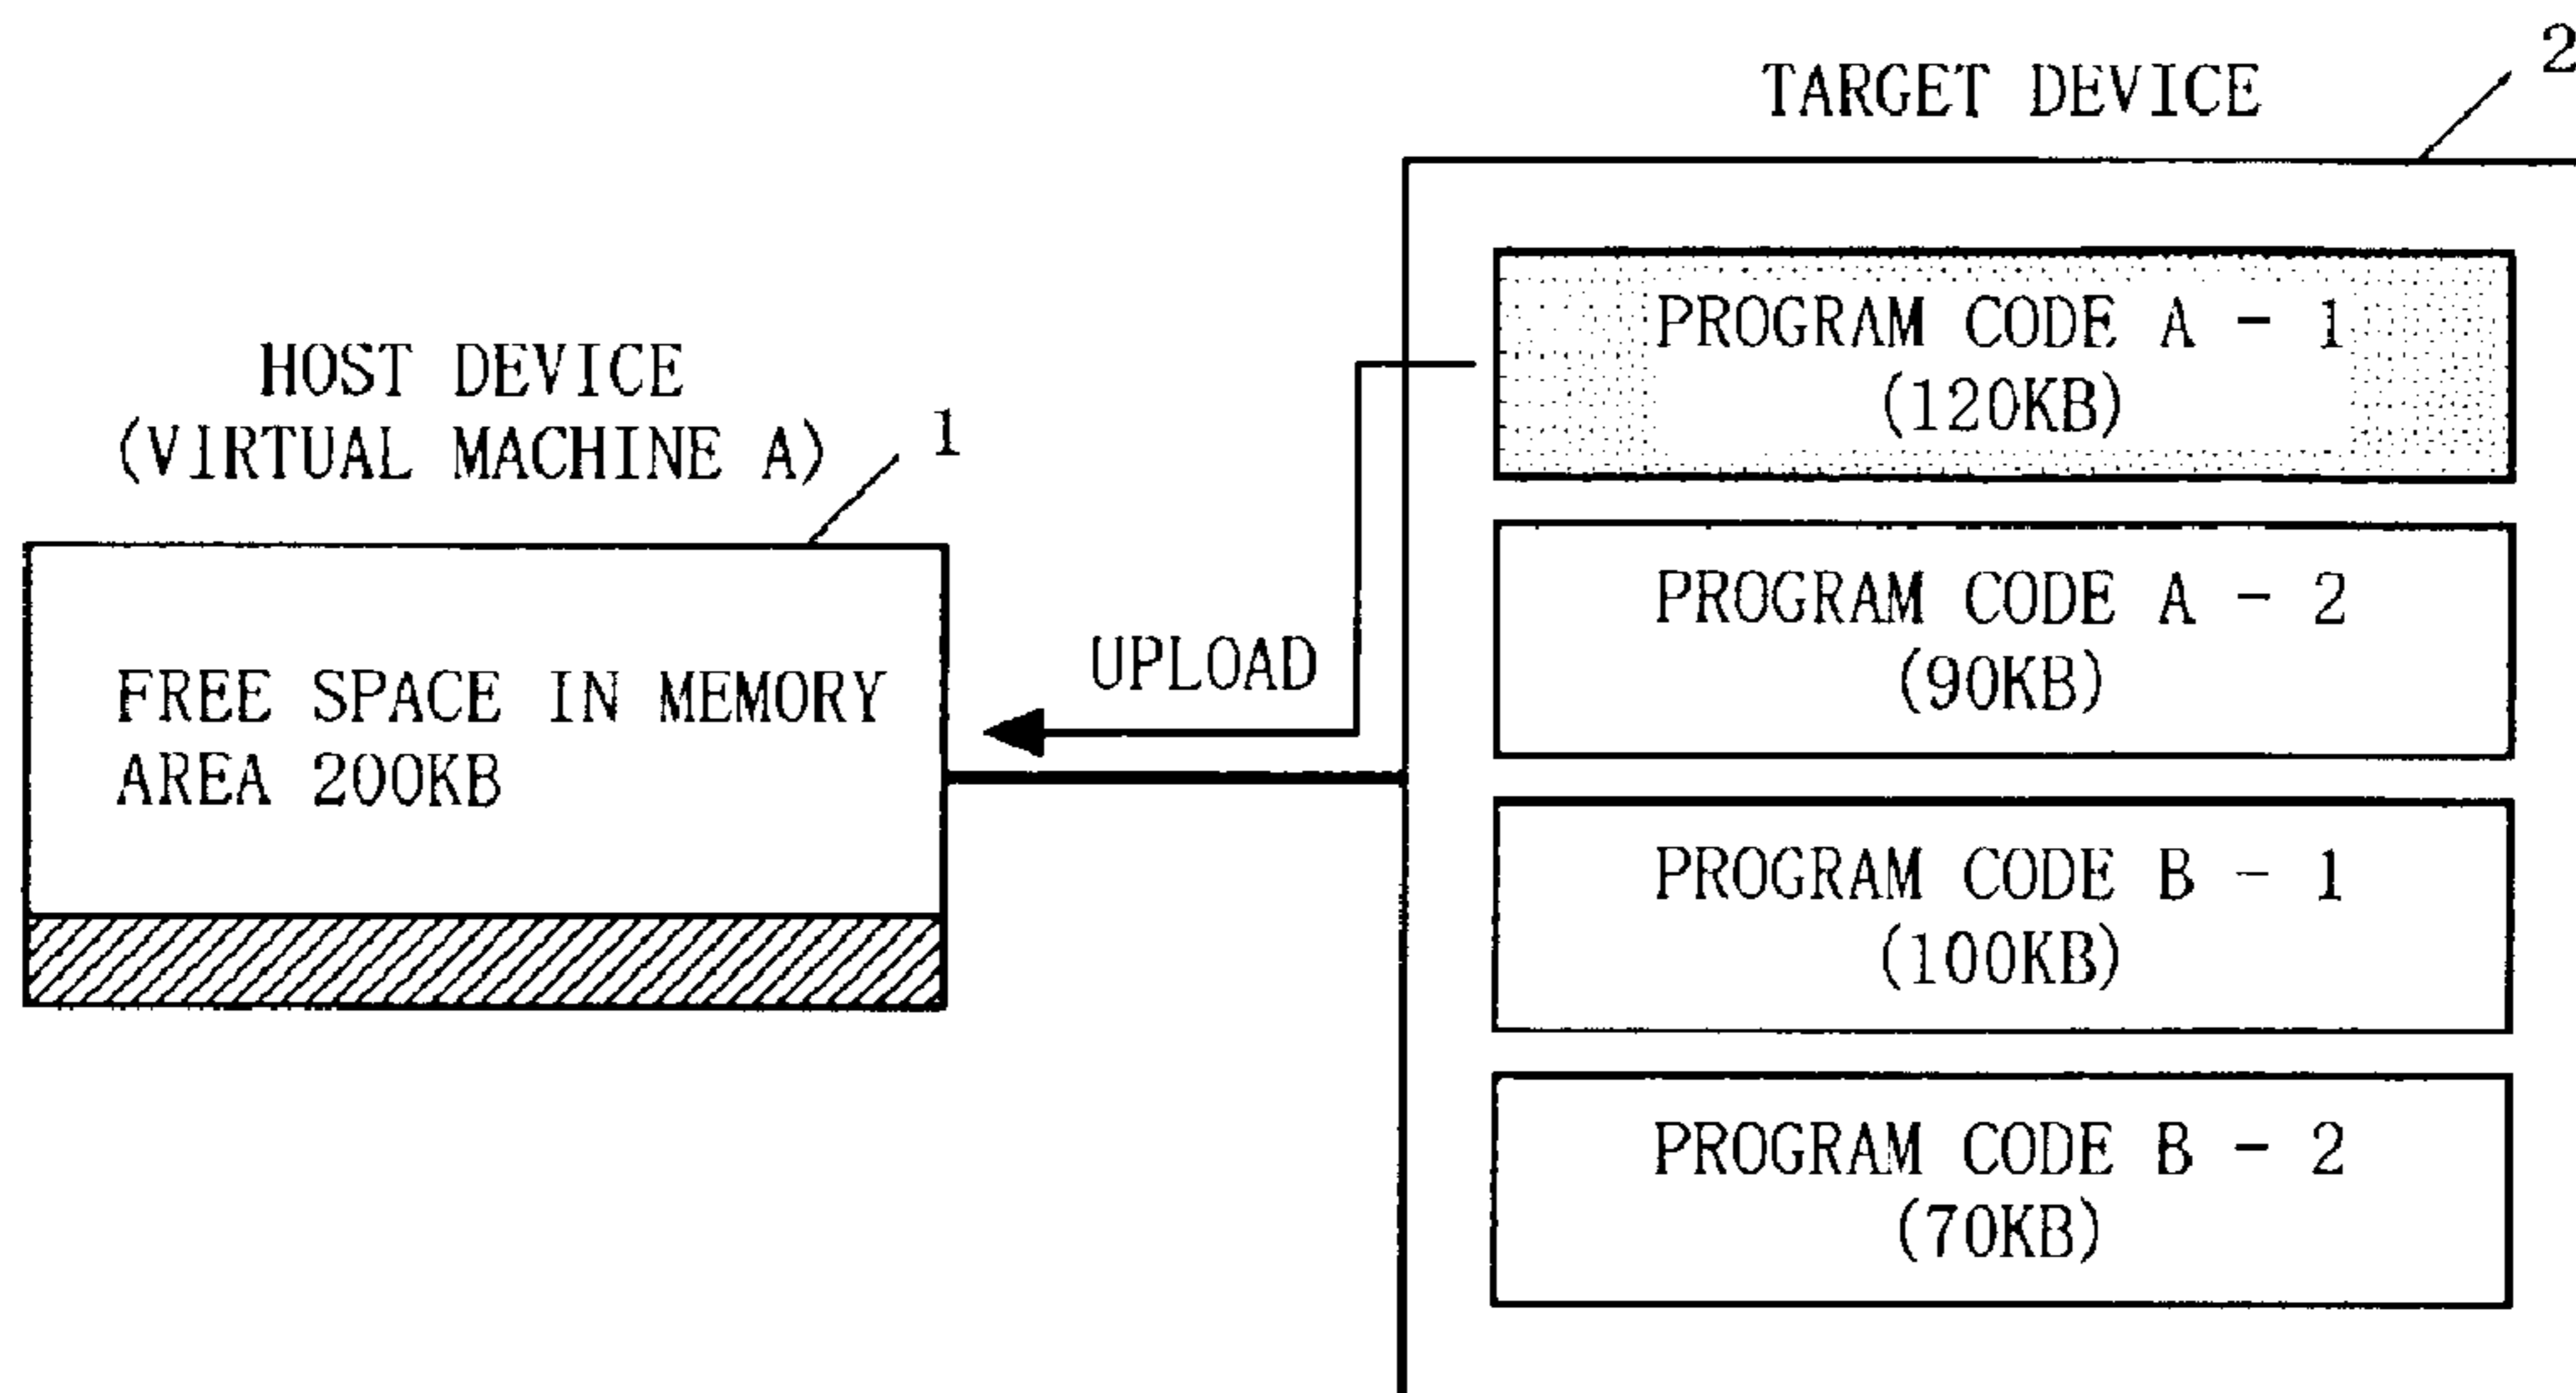 TARGET DEVICE
2
PROGRAM CODE A - 1
(120KB)
HOST DEVICE
(VIRTUAL MACHINE A)
1
PROGRAM CODE A - 2
(90KB)
UPLOAD
FREE SPACE IN MEMORY
AREA 200KB
PROGRAM CODE B - 1
(100KB)
PROGRAM CODE B - 2
(70KB)